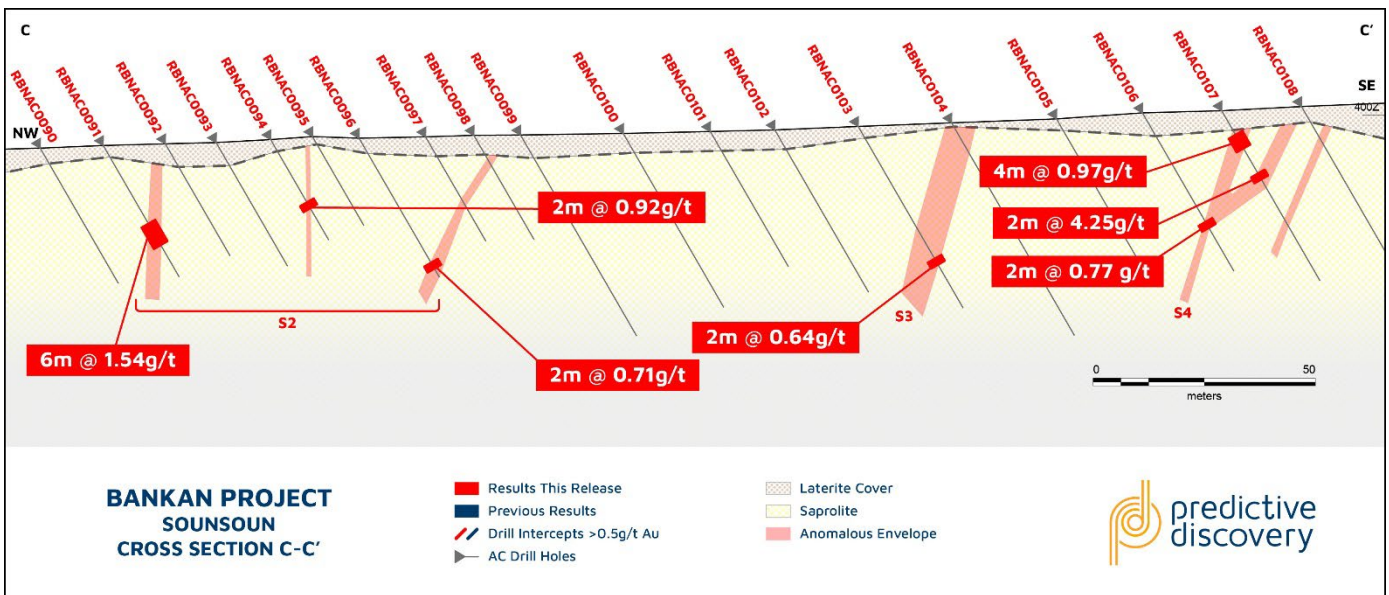 C
C'
RBNAC0090
RBNAC0091
RBNAC0092
RBNAC0093
RBNAC0094
RBNAC0095
RBNAC0096
RBNAC0097
RBNAC0098
RBNAC0099
RBNAC0100
RBNAC0101
RBNAC0102
RBNAC0103
RBNAC0104
RBNAC0105
RBNAC0106
RBNAC0107
RBNAC0108
NW
SE
400Z
4m @ 0.97g/t
2m @ 0.92g/t
2m @ 4.25g/t
2m @ 0.77 g/t
S2
S3
S4
2m @ 0.64g/t
6m @ 1.54g/t
2m @ 0.71g/t
0 50
meters
BANKAN PROJECT
SOUNSOUN
CROSS SECTION C-C'
Results This Release
Previous Results
Drill Intercepts >0.5g/t Au
AC Drill Holes
Laterite Cover
Saprolite
Anomalous Envelope
predictive
discovery